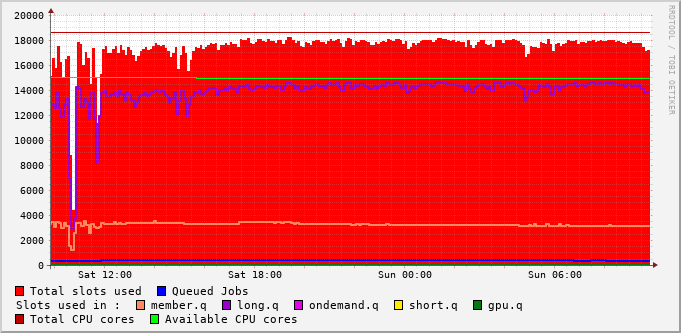 20000
18000
16000
14000
12000
10000
8000
6000
4000
2000
0
Sat 12:00 Sat 18:00 Sun 00:00 Sun 06:00
RRDTOOL / TOBI OETIKER
Total slots used Queued Jobs
Slots used in : member.q long.q ondemand.q short.q gpu.q
Total CPU cores Available CPU cores